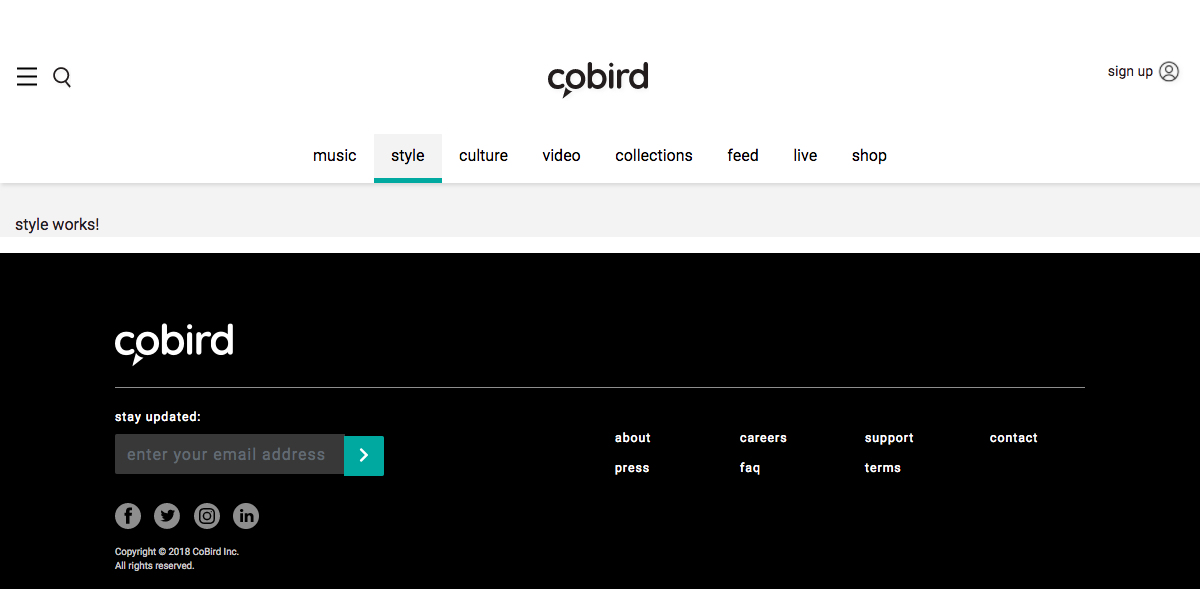 cobird
sign up
music style culture video collections feed live shop
style works!
cobird
stay updated:
enter your email address
about careers support contact
press faq terms
Copyright © 2018 CoBird Inc.
All rights reserved.